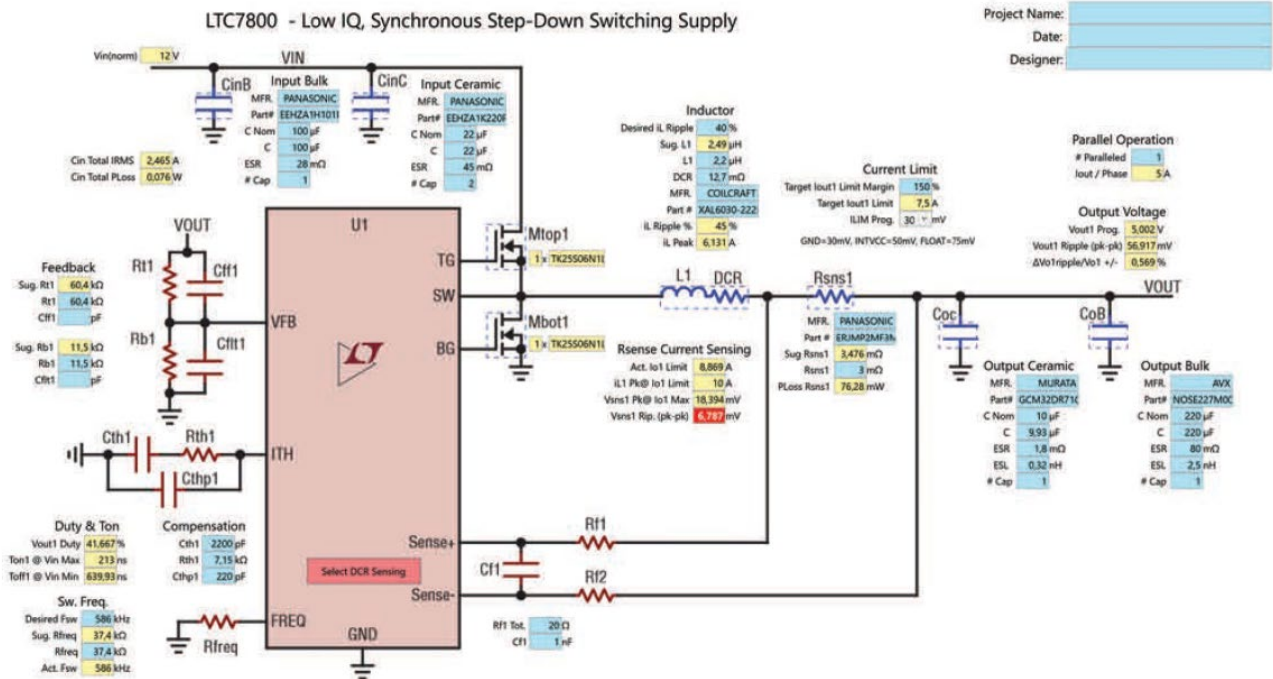 LTC7800 - Low IQ, Synchronous Step-Down Switching Supply
Project Name:
Date:
Designer:
Vin(norm) 12 V
VIN
CinB
Input Bulk
MFR. PANASONIC
Part# EEHZA1H101I
C Nom 100 µF
C 100 µF
ESR 28 mΩ
# Cap 1
CinC
Input Ceramic
MFR. PANASONIC
Part# EEHZA1K220F
C Nom 22 µF
C 22 µF
ESR 45 mΩ
# Cap 2
Cin Total IRMS 2,465 A
Cin Total PLoss 0,076 W
Inductor
Desired iL Ripple 40 %
Sug. L1 2,49 µH
L1 2,2 µH
DCR 12,7 mΩ
MFR. COILCRAFT
Part # XAL6030-222
iL Ripple % 45 %
iL Peak 6,131 A
Current Limit
Target Iout1 Limit Margin 150 %
Target Iout1 Limit 7,5 A
ILIM Prog. 30 mV
GND=30mV, INTVCC=50mV, FLOAT=75mV
Parallel Operation
# Paralleled 1
Iout / Phase 5 A
Output Voltage
Vout1 Prog. 5,002 V
Vout1 Ripple (pk-pk) 56,917 mV
ΔVo1ripple/Vo1 +/- 0,569 %
VOUT
U1
TG
SW
BG
VFB
ITH
FREQ
GND
Sense+
Sense-
Select DCR Sensing
Mtop1
1 x TK25S06N1L
Mbot1
1 x TK25S06N1L
L1 DCR
Rsns1
MFR. PANASONIC
Part # ERJMP2MF3M
Sug Rsns1 3,476 mΩ
Rsns1 3 mΩ
PLoss Rsns1 76,28 mW
Rsense Current Sensing
Act. Io1 Limit 8,869 A
iL1 Pk@ Io1 Limit 10 A
Vsns1 Pk@ Io1 Max 18,394 mV
Vsns1 Rip. (pk-pk) 6,787 mV
VOUT
Coc
Output Ceramic
MFR. MURATA
Part# GCM32DR71C
C Nom 10 µF
C 9,93 µF
ESR 1,8 mΩ
ESL 0,32 nH
# Cap 1
CoB
Output Bulk
MFR. AVX
Part# NOSE227M0C
C Nom 220 µF
C 220 µF
ESR 80 mΩ
ESL 2,5 nH
# Cap 1
Feedback
Sug. Rt1 60,4 kΩ
Rt1 60,4 kΩ
Cff1 pF
Sug. Rb1 11,5 kΩ
Rb1 11,5 kΩ
Cflt1 pF
Rt1
Cff1
Rb1
Cflt1
Cth1
Rth1
Cthp1
Duty & Ton
Vout1 Duty 41,667 %
Ton1 @ Vin Max 213 ns
Toff1 @ Vin Min 639,93 ns
Compensation
Cth1 2200 pF
Rth1 7,15 kΩ
Cthp1 220 pF
Sw. Freq.
Desired Fsw 586 kHz
Sug. Rfreq 37,4 kΩ
Rfreq 37,4 kΩ
Act. Fsw 586 kHz
Rfreq
Rf1
Cf1
Rf2
Rf1 Tot. 20 Ω
Cf1 1 nF